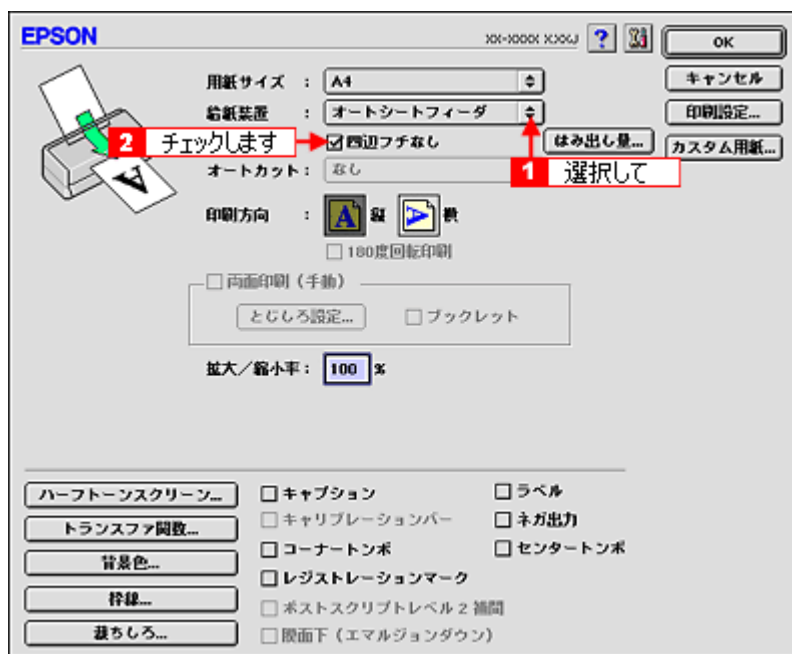 EPSON
XX-XXXX X.XXJ ? OK
用紙サイズ : A4 キャンセル
給紙装置 : オートシートフィーダ 印刷設定...
2 チェックします 四辺フチなし はみ出し量... カスタム用紙...
オートカット: なし 1 選択して
印刷方向 : A 縦 A 横
180度回転印刷
両面印刷(手動)
とじしろ設定... ブックレット
拡大/縮小率: 100 %
ハーフトーンスクリーン... キャプション ラベル
トランスファ関数... キャリブレーションバー ネガ出力
背景色... コーナートンボ センタートンボ
枠線... レジストレーションマーク
裁ちしろ... ポストスクリプトレベル2補間
膜面下(エマルジョンダウン)
A